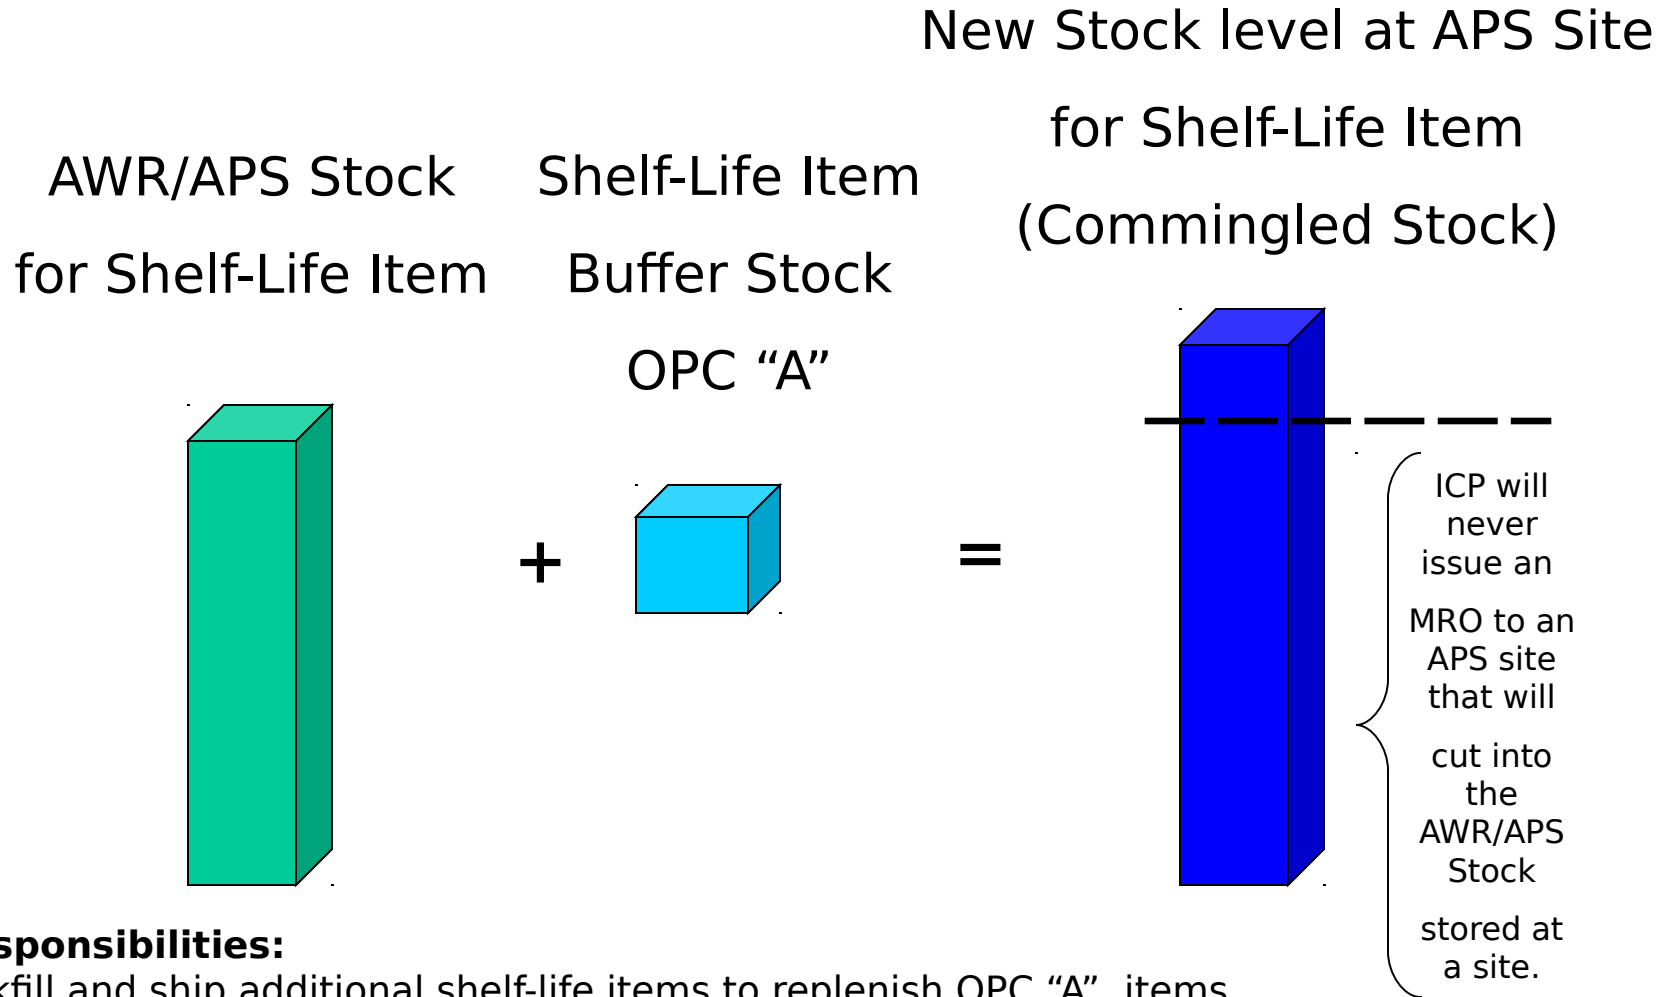 AWR/APS Stock
for Shelf-Life Item
Shelf-Life Item
Buffer Stock
OPC “A”
New Stock level at APS Site
for Shelf-Life Item
(Commingled Stock)
+
=
ICP will
never
issue an
MRO to an
APS site
that will
cut into
the
AWR/APS
Stock
stored at
a site.
sponsibilities:
kfill and ship additional shelf-life items to replenish OPC “A” items